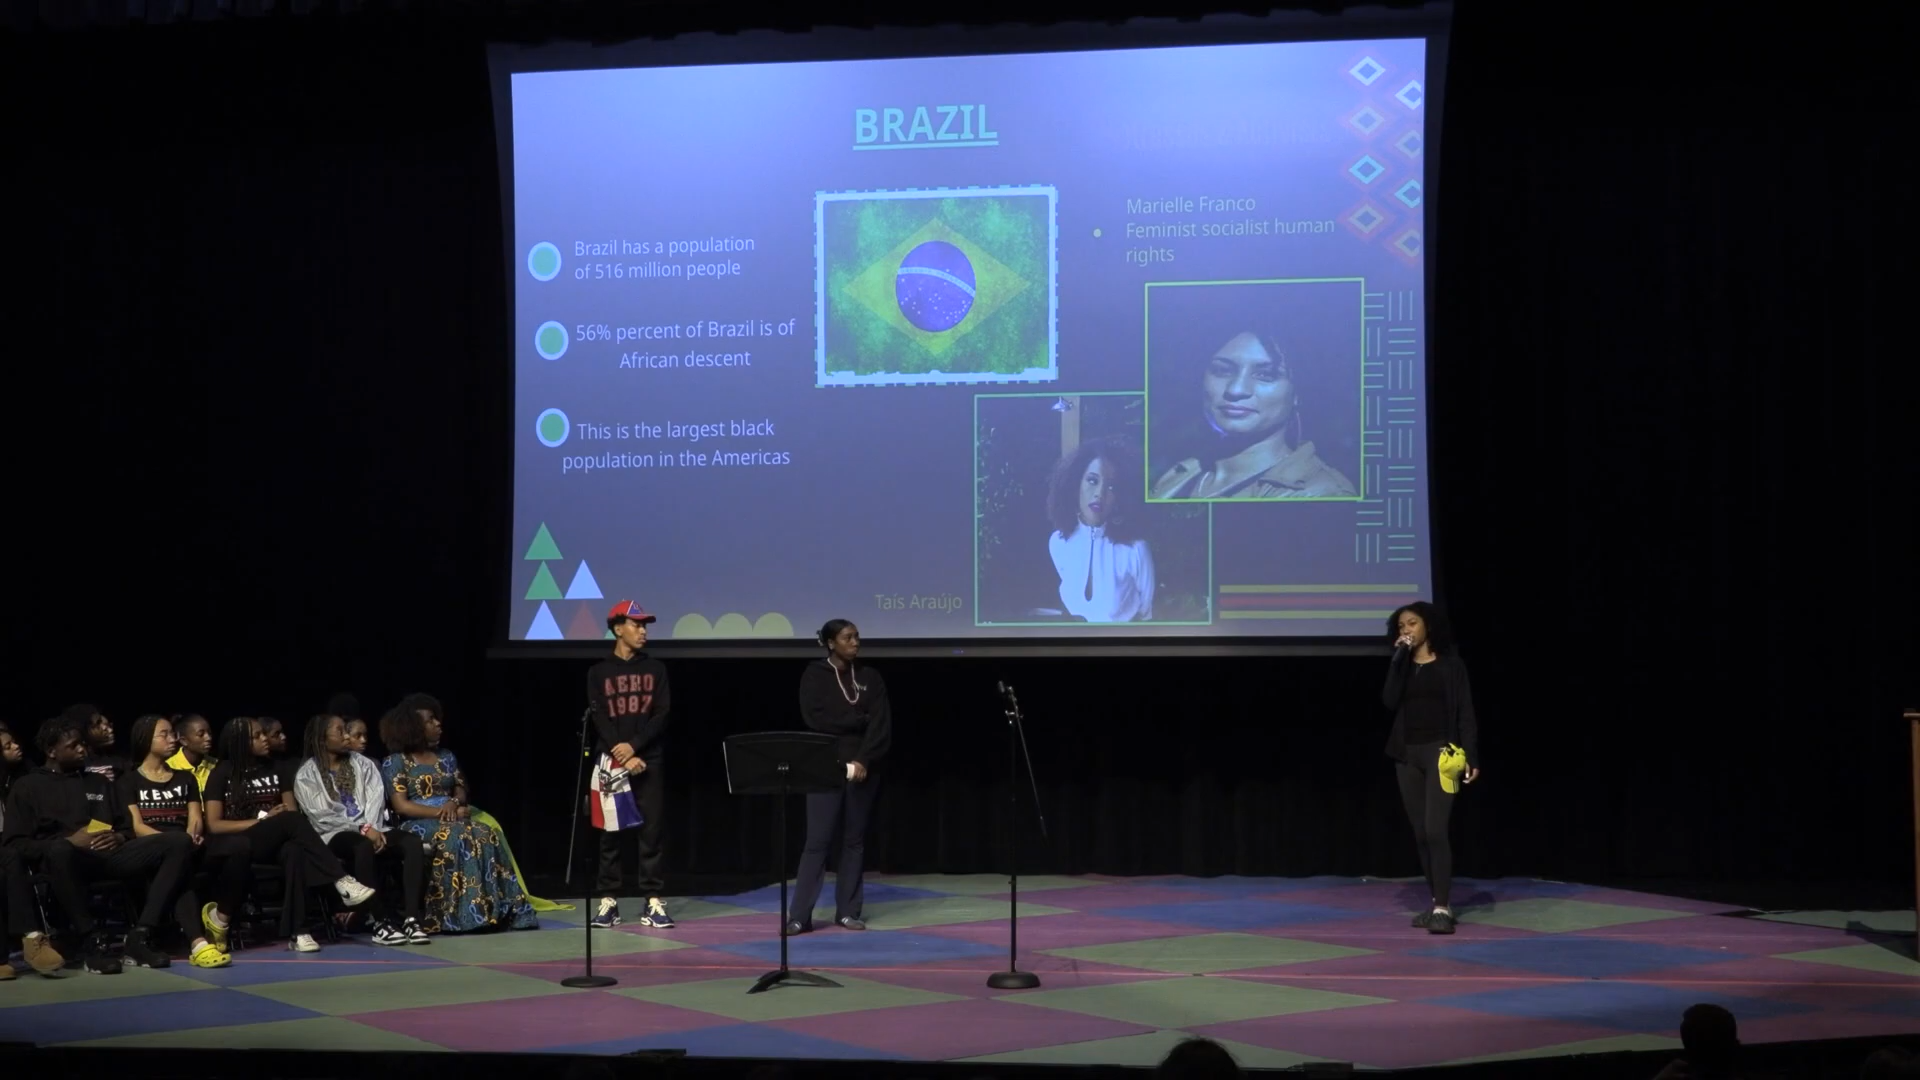 BRAZIL
Brazil has a population
of 516 million people
56% percent of Brazil is of
African descent
This is the largest black
population in the Americas
Marielle Franco
Feminist socialist human
rights
Taís Araújo
AERO
1987
KENYA
KENYA